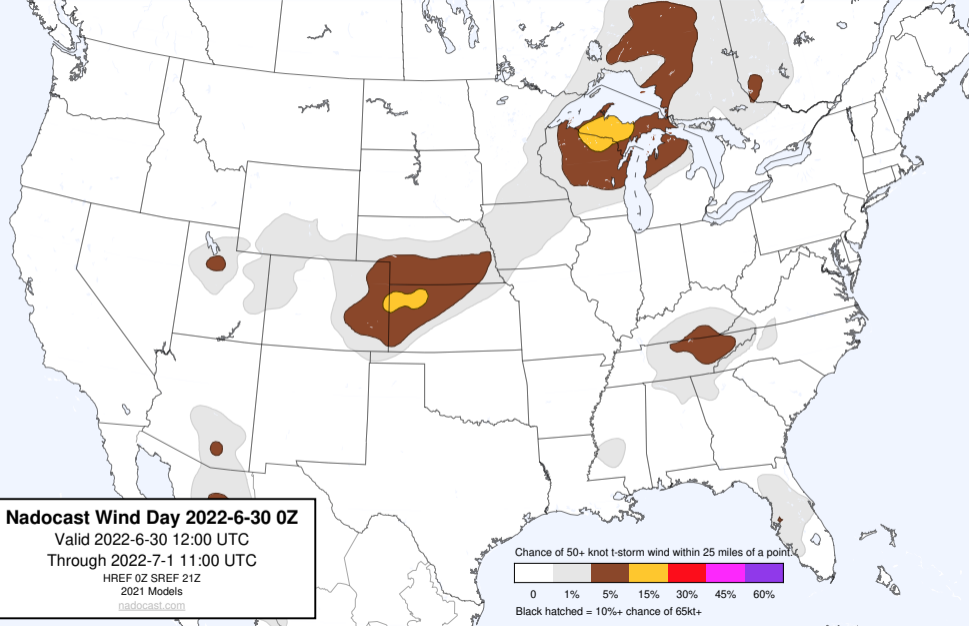 Nadocast Wind Day 2022-6-30 0Z
Valid 2022-6-30 12:00 UTC
Through 2022-7-1 11:00 UTC
HREF 0Z SREF 21Z
2021 Models
nadocast.com
Chance of 50+ knot t-storm wind within 25 miles of a point.
0 1% 5% 15% 30% 45% 60%
Black hatched = 10%+ chance of 65kt+